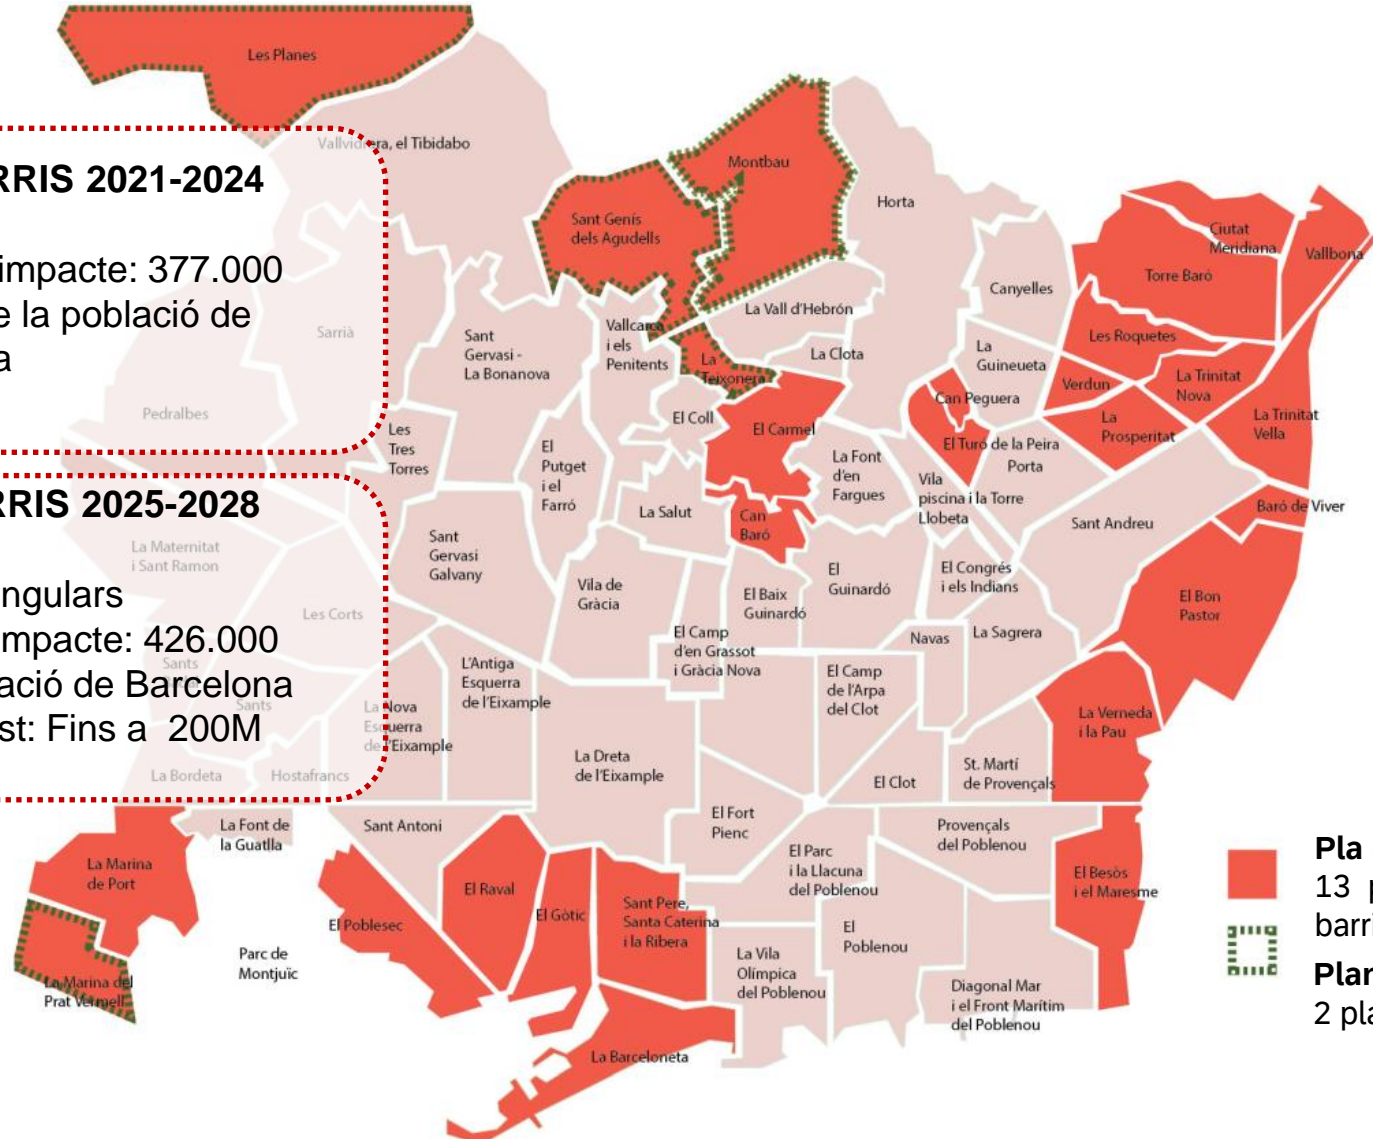 Les Planes
Vallvidrera, el Tibidabo
RRIS 2021-2024
impacte: 377.000
e la població de
a
RRIS 2025-2028
ngulars
impacte: 426.000
ació de Barcelona
st: Fins a 200M
Montbau
Horta
Sant Genís
dels Agudells
Ciutat
Meridiana
Vallbona
Torre Baró
Canyelles
La Vall d'Hebrón
Les Roquetes
Sarrià
Sant
Gervasi -
La Bonanova
Vallcarca
i els
Penitents
La Clota
La
Guineueta
La
Teixonera
Verdun
La Trinitat
Nova
Can Peguera
Pedralbes
El Coll
El Carmel
La
Prosperitat
La Trinitat
Vella
Les
Tres
Torres
El
Putget
i el
Farró
El Turó de la Peira
Porta
La Font
d'en
Fargues
Vila
piscina i la Torre
Llobeta
La Salut
Can
Baró
Sant Andreu
Baró de Viver
La Maternitat
i Sant Ramon
Sant
Gervasi
Galvany
Vila de
Gràcia
El Baix
Guinardó
El
Guinardó
El Congrés
i els Indians
El Bon
Pastor
Les Corts
El Camp
d'en Grassot
i Gràcia Nova
Navas
La Sagrera
Sants
Sants
L'Antiga
Esquerra
de l'Eixample
La Nova
Esquerra
de l'Eixample
El Camp
de l'Arpa
del Clot
La Verneda
i la Pau
La Dreta
de l'Eixample
La Bordeta
Hostafrancs
El Clot
St. Martí
de Provençals
La Font de
la Guatlla
Sant Antoni
El Fort
Pienc
Provençals
del Poblenou
La Marina
de Port
El Parc
i la Llacuna
del Poblenou
El Besòs
i el Maresme
El Raval
El Gòtic
Sant Pere,
Santa Caterina
i la Ribera
El Poblesec
El
Poblenou
Parc de
Montjuïc
La Vila
Olímpica
del Poblenou
La Marina del
Prat Vermell
Diagonal Mar
i el Front Marítim
del Poblenou
La Barceloneta
Pla
13 p
barri
Plan
2 pla